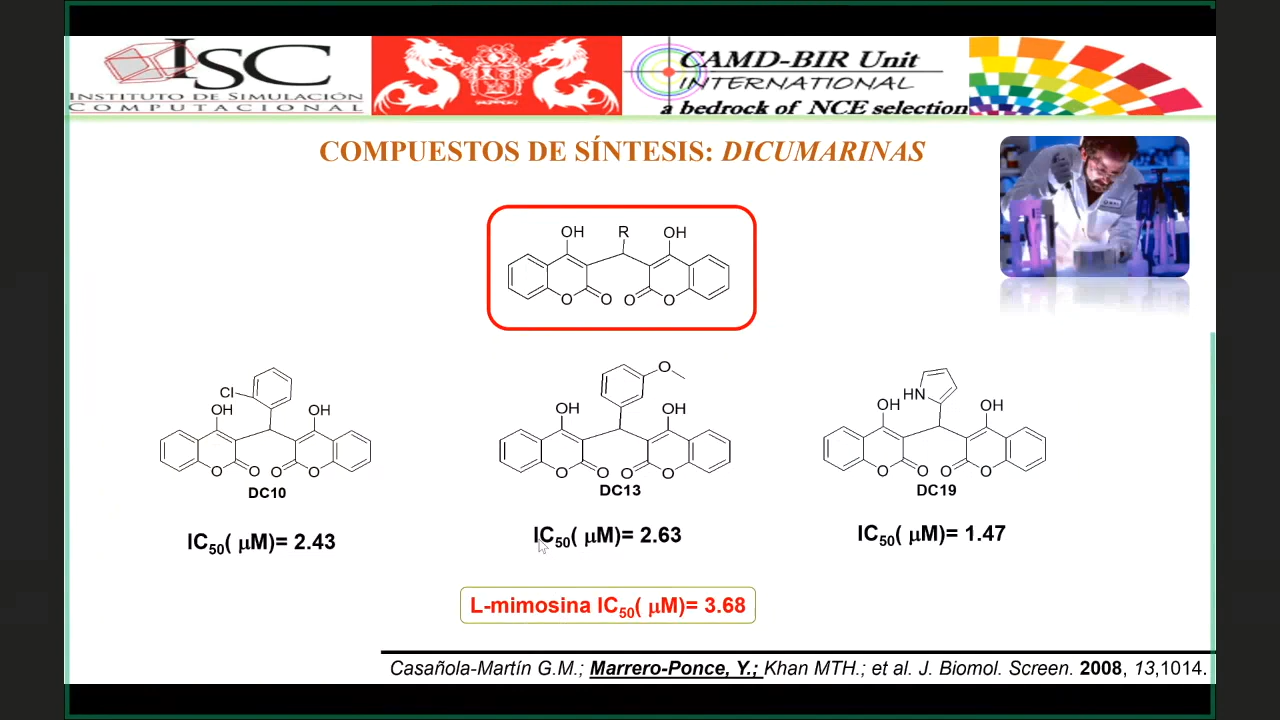 ISC
INSTITUTO DE SIMULACIÓN
COMPUTACIONAL
CAMD-BIR Unit
INTERNATIONAL
a bedrock of NCE selection
COMPUESTOS DE SÍNTESIS: DICUMARINAS
OH R OH
O O O O
Cl
OH OH
O O O O
DC10
IC50( μM)= 2.43
O
OH OH
O O O O
DC13
IC50( μM)= 2.63
HN
OH OH
O O O O
DC19
IC50( μM)= 1.47
L-mimosina IC50( μM)= 3.68
Casañola-Martín G.M.; Marrero-Ponce, Y.; Khan MTH.; et al. J. Biomol. Screen. 2008, 13,1014.